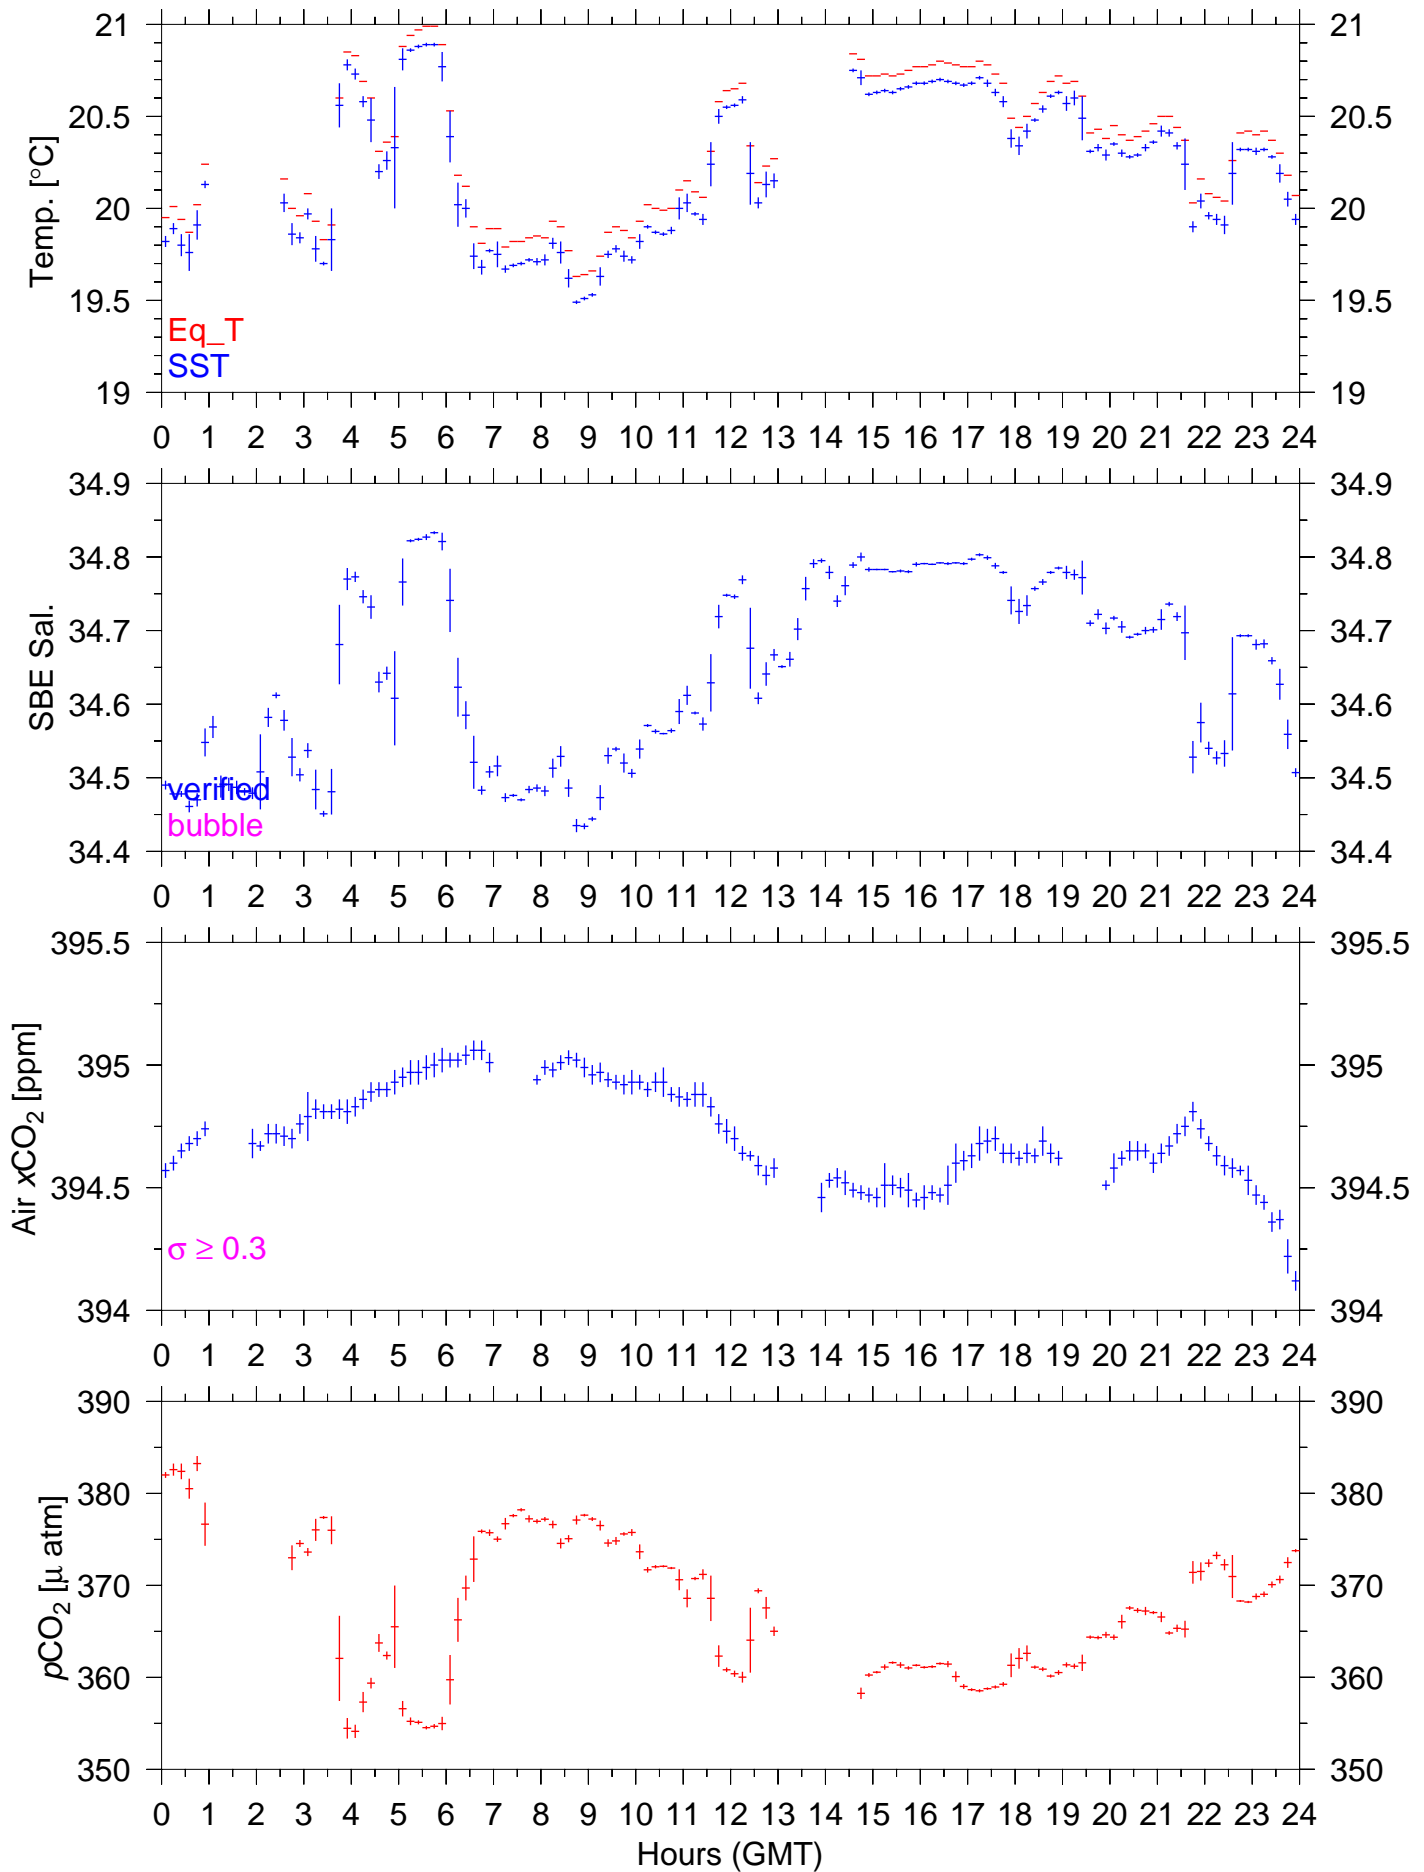 21 21
20.5 20.5
20 20
19.5 19.5
19 19
Temp. [°C]
Eq_T
SST
0 1 2 3 4 5 6 7 8 9 10 11 12 13 14 15 16 17 18 19 20 21 22 23 24
34.9 34.9
34.8 34.8
34.7 34.7
34.6 34.6
34.5 34.5
34.4 34.4
SBE Sal.
verified
bubble
0 1 2 3 4 5 6 7 8 9 10 11 12 13 14 15 16 17 18 19 20 21 22 23 24
395.5 395.5
395 395
394.5 394.5
394 394
Air xCO₂ [ppm]
σ ≥ 0.3
0 1 2 3 4 5 6 7 8 9 10 11 12 13 14 15 16 17 18 19 20 21 22 23 24
390 390
380 380
370 370
360 360
350 350
pCO₂ [μ atm]
0 1 2 3 4 5 6 7 8 9 10 11 12 13 14 15 16 17 18 19 20 21 22 23 24
Hours (GMT)